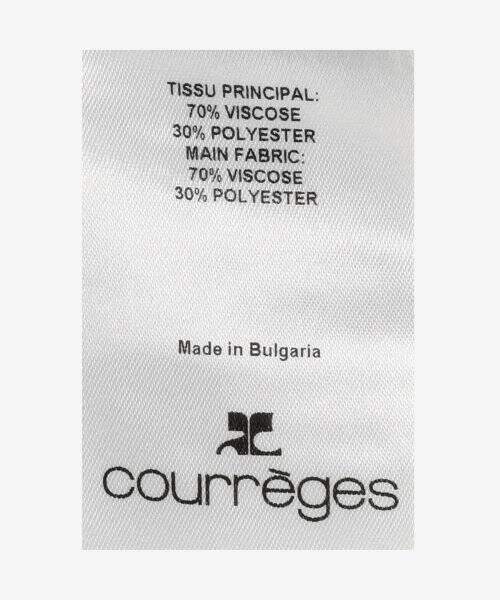 TISSU PRINCIPAL:
70% VISCOSE
30% POLYESTER
MAIN FABRIC:
70% VISCOSE
30% POLYESTER
Made in Bulgaria
courrèges